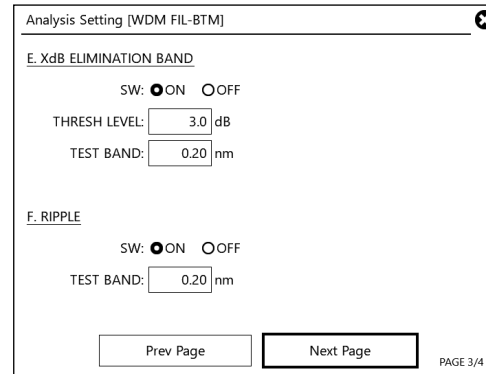 Analysis Setting [WDM FIL-BTM]
E. XdB ELIMINATION BAND
SW: ON OFF
THRESH LEVEL: 3.0 dB
TEST BAND: 0.20 nm
F. RIPPLE
SW: ON OFF
TEST BAND: 0.20 nm
Prev Page Next Page PAGE 3/4